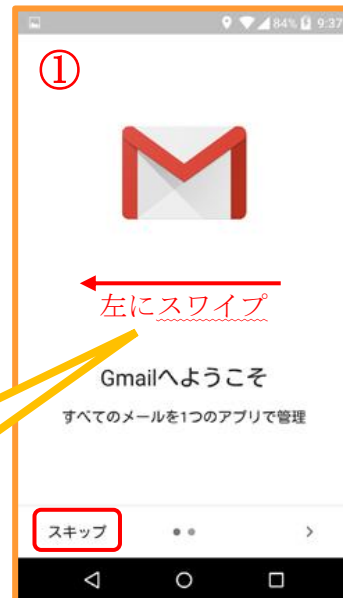 84% 9:37
①
左にスワイプ
Gmailへようこそ
すべてのメールを1つのアプリで管理
スキップ